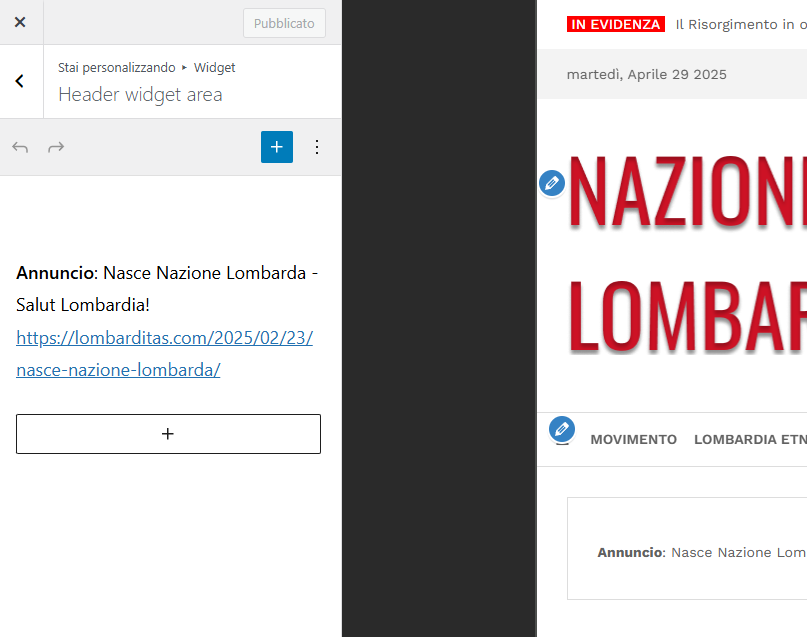 Pubblicato
Stai personalizzando ▸ Widget
Header widget area
Annuncio: Nasce Nazione Lombarda -
Salut Lombardia!
https://lombarditas.com/2025/02/23/
nasce-nazione-lombarda/
IN EVIDENZA Il Risorgimento in o
martedì, Aprile 29 2025
NAZIONE
LOMBAR
MOVIMENTO LOMBARDIA ETN
Annuncio: Nasce Nazione Lom